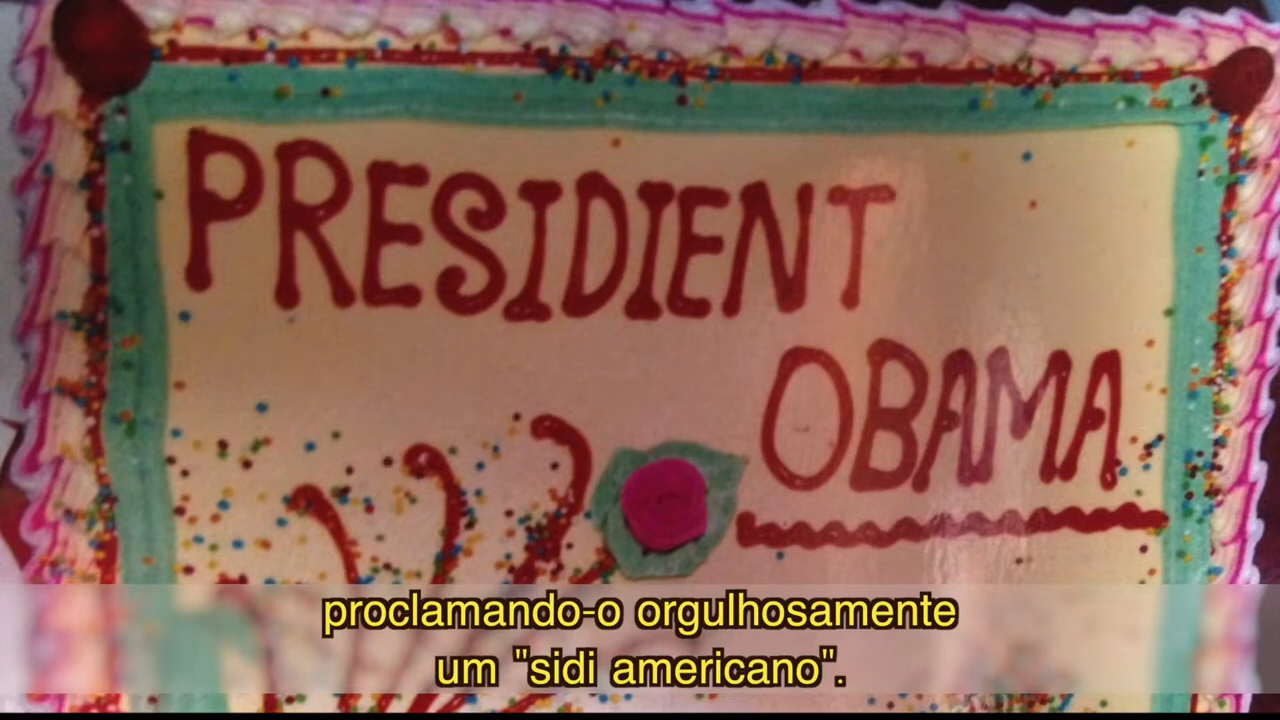 PRESIDIENT
OBAMA
proclamando-o orgulhosamente
um "sidi americano".